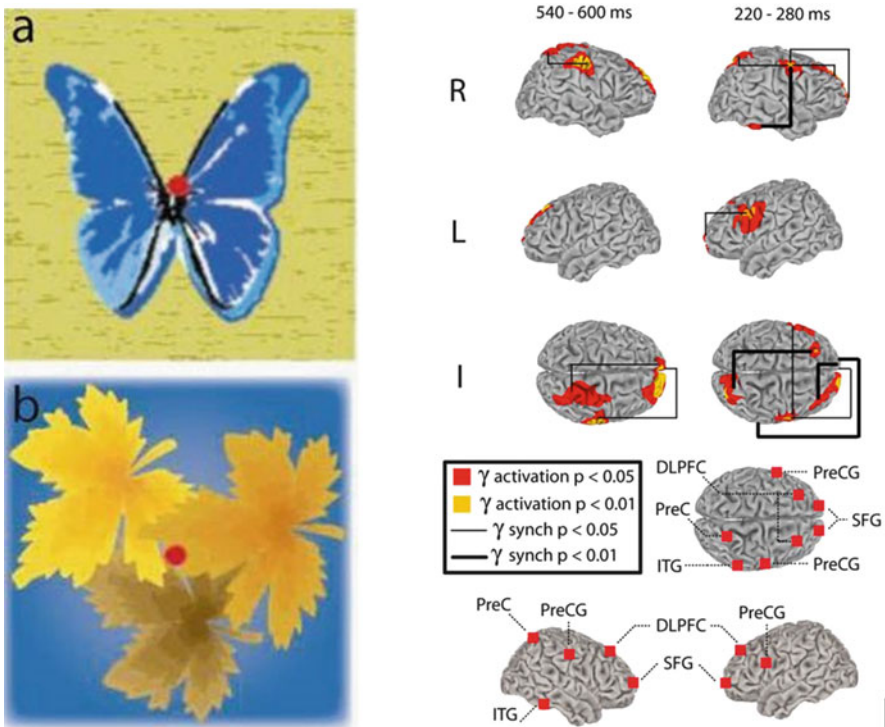 a
b
540 - 600 ms
220 - 280 ms
R
L
I
γ activation p < 0.05
γ activation p < 0.01
γ synch p < 0.05
γ synch p < 0.01
DLPFC
PreCG
PreC
SFG
ITG
PreCG
PreC
PreCG
DLPFC
PreCG
SFG
ITG